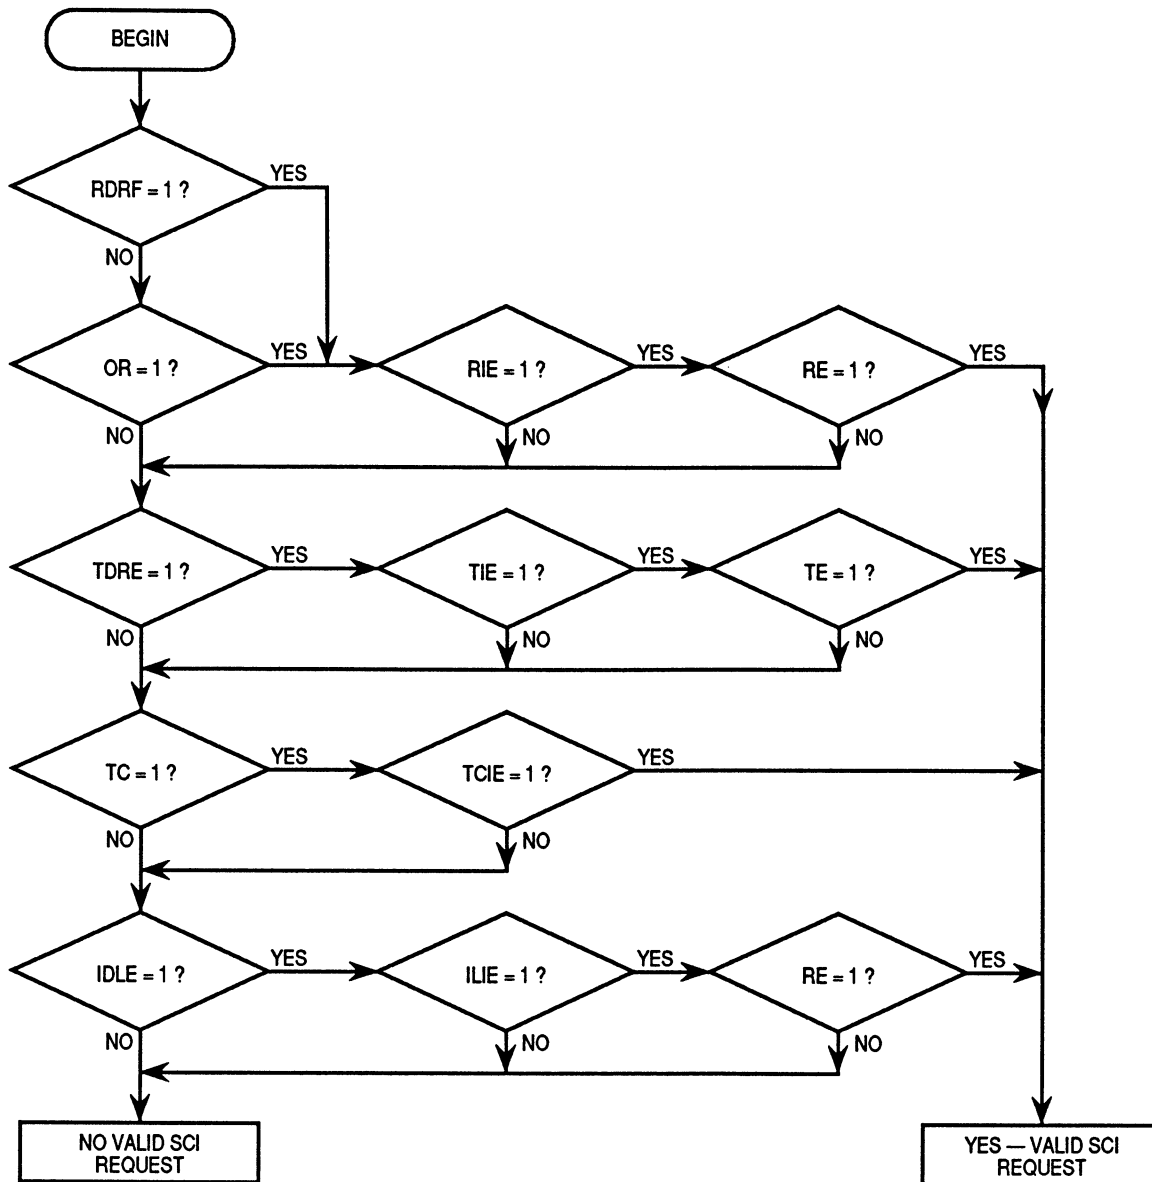 BEGIN
RDRF = 1 ?
YES
NO
OR = 1 ?
YES
RIE = 1 ?
YES
RE = 1 ?
YES
NO
NO
NO
TDRE = 1 ?
YES
TIE = 1 ?
YES
TE = 1 ?
YES
NO
NO
NO
TC = 1 ?
YES
TCIE = 1 ?
YES
NO
NO
IDLE = 1 ?
YES
ILIE = 1 ?
YES
RE = 1 ?
YES
NO
NO
NO
NO VALID SCI
REQUEST
YES — VALID SCI
REQUEST